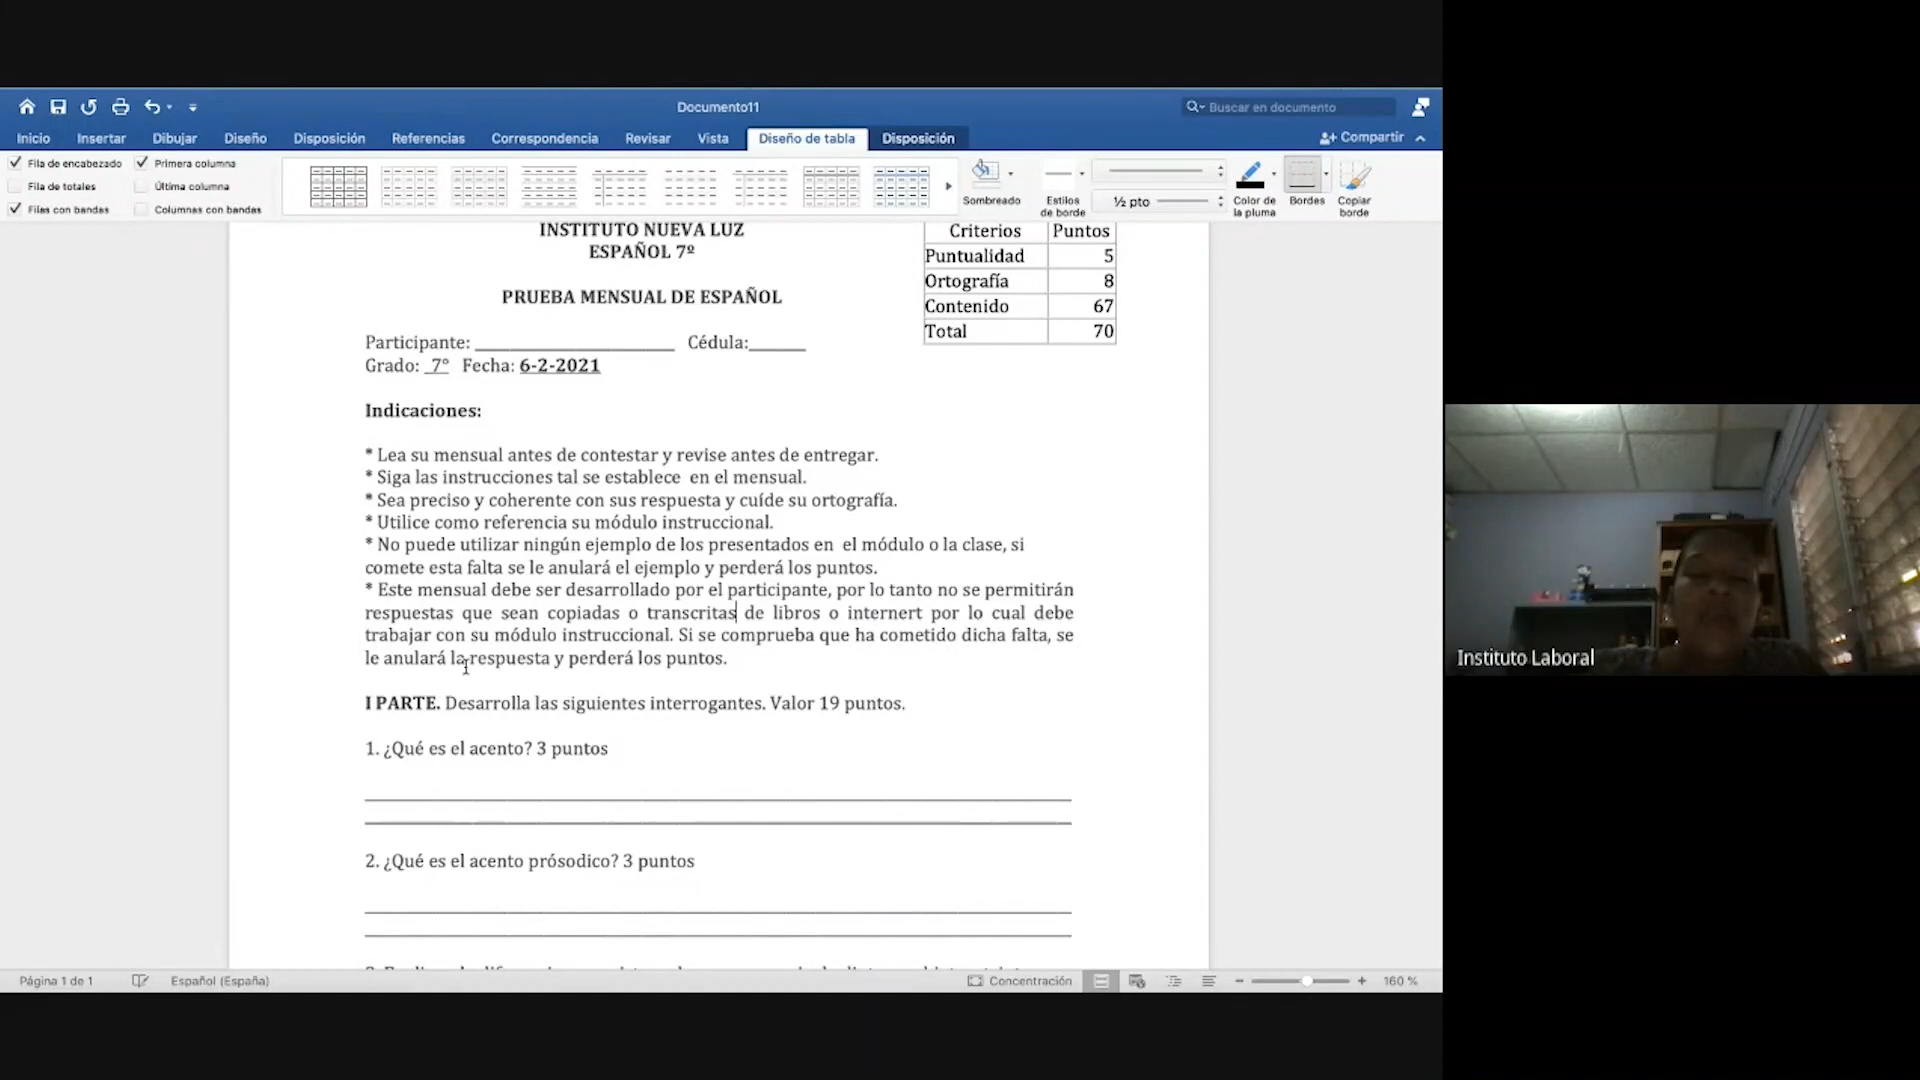 Documento11
Buscar en documento
Inicio Insertar Dibujar Diseño Disposición Referencias Correspondencia Revisar Vista Diseño de tabla Disposición Compartir
Fila de encabezado Primera columna
Fila de totales Última columna
Filas con bandas Columnas con bandas
Sombreado
Estilos de borde
½ pto
Color de la pluma
Bordes
Copiar borde
INSTITUTO NUEVA LUZ
ESPAÑOL 7º
PRUEBA MENSUAL DE ESPAÑOL
Criterios Puntos
Puntualidad 5
Ortografía 8
Contenido 67
Total 70
Participante: _______________________ Cédula:_______
Grado: 7° Fecha: 6-2-2021
Indicaciones:
* Lea su mensual antes de contestar y revise antes de entregar.
* Siga las instrucciones tal se establece en el mensual.
* Sea preciso y coherente con sus respuesta y cuíde su ortografía.
* Utilice como referencia su módulo instruccional.
* No puede utilizar ningún ejemplo de los presentados en el módulo o la clase, si
comete esta falta se le anulará el ejemplo y perderá los puntos.
* Este mensual debe ser desarrollado por el participante, por lo tanto no se permitirán
respuestas que sean copiadas o transcritas de libros o internert por lo cual debe
trabajar con su módulo instruccional. Si se comprueba que ha cometido dicha falta, se
le anulará la respuesta y perderá los puntos.
I PARTE. Desarrolla las siguientes interrogantes. Valor 19 puntos.
1. ¿Qué es el acento? 3 puntos
2. ¿Qué es el acento prósodico? 3 puntos
Página 1 de 1 Español (España) Concentración 160 %
Instituto Laboral